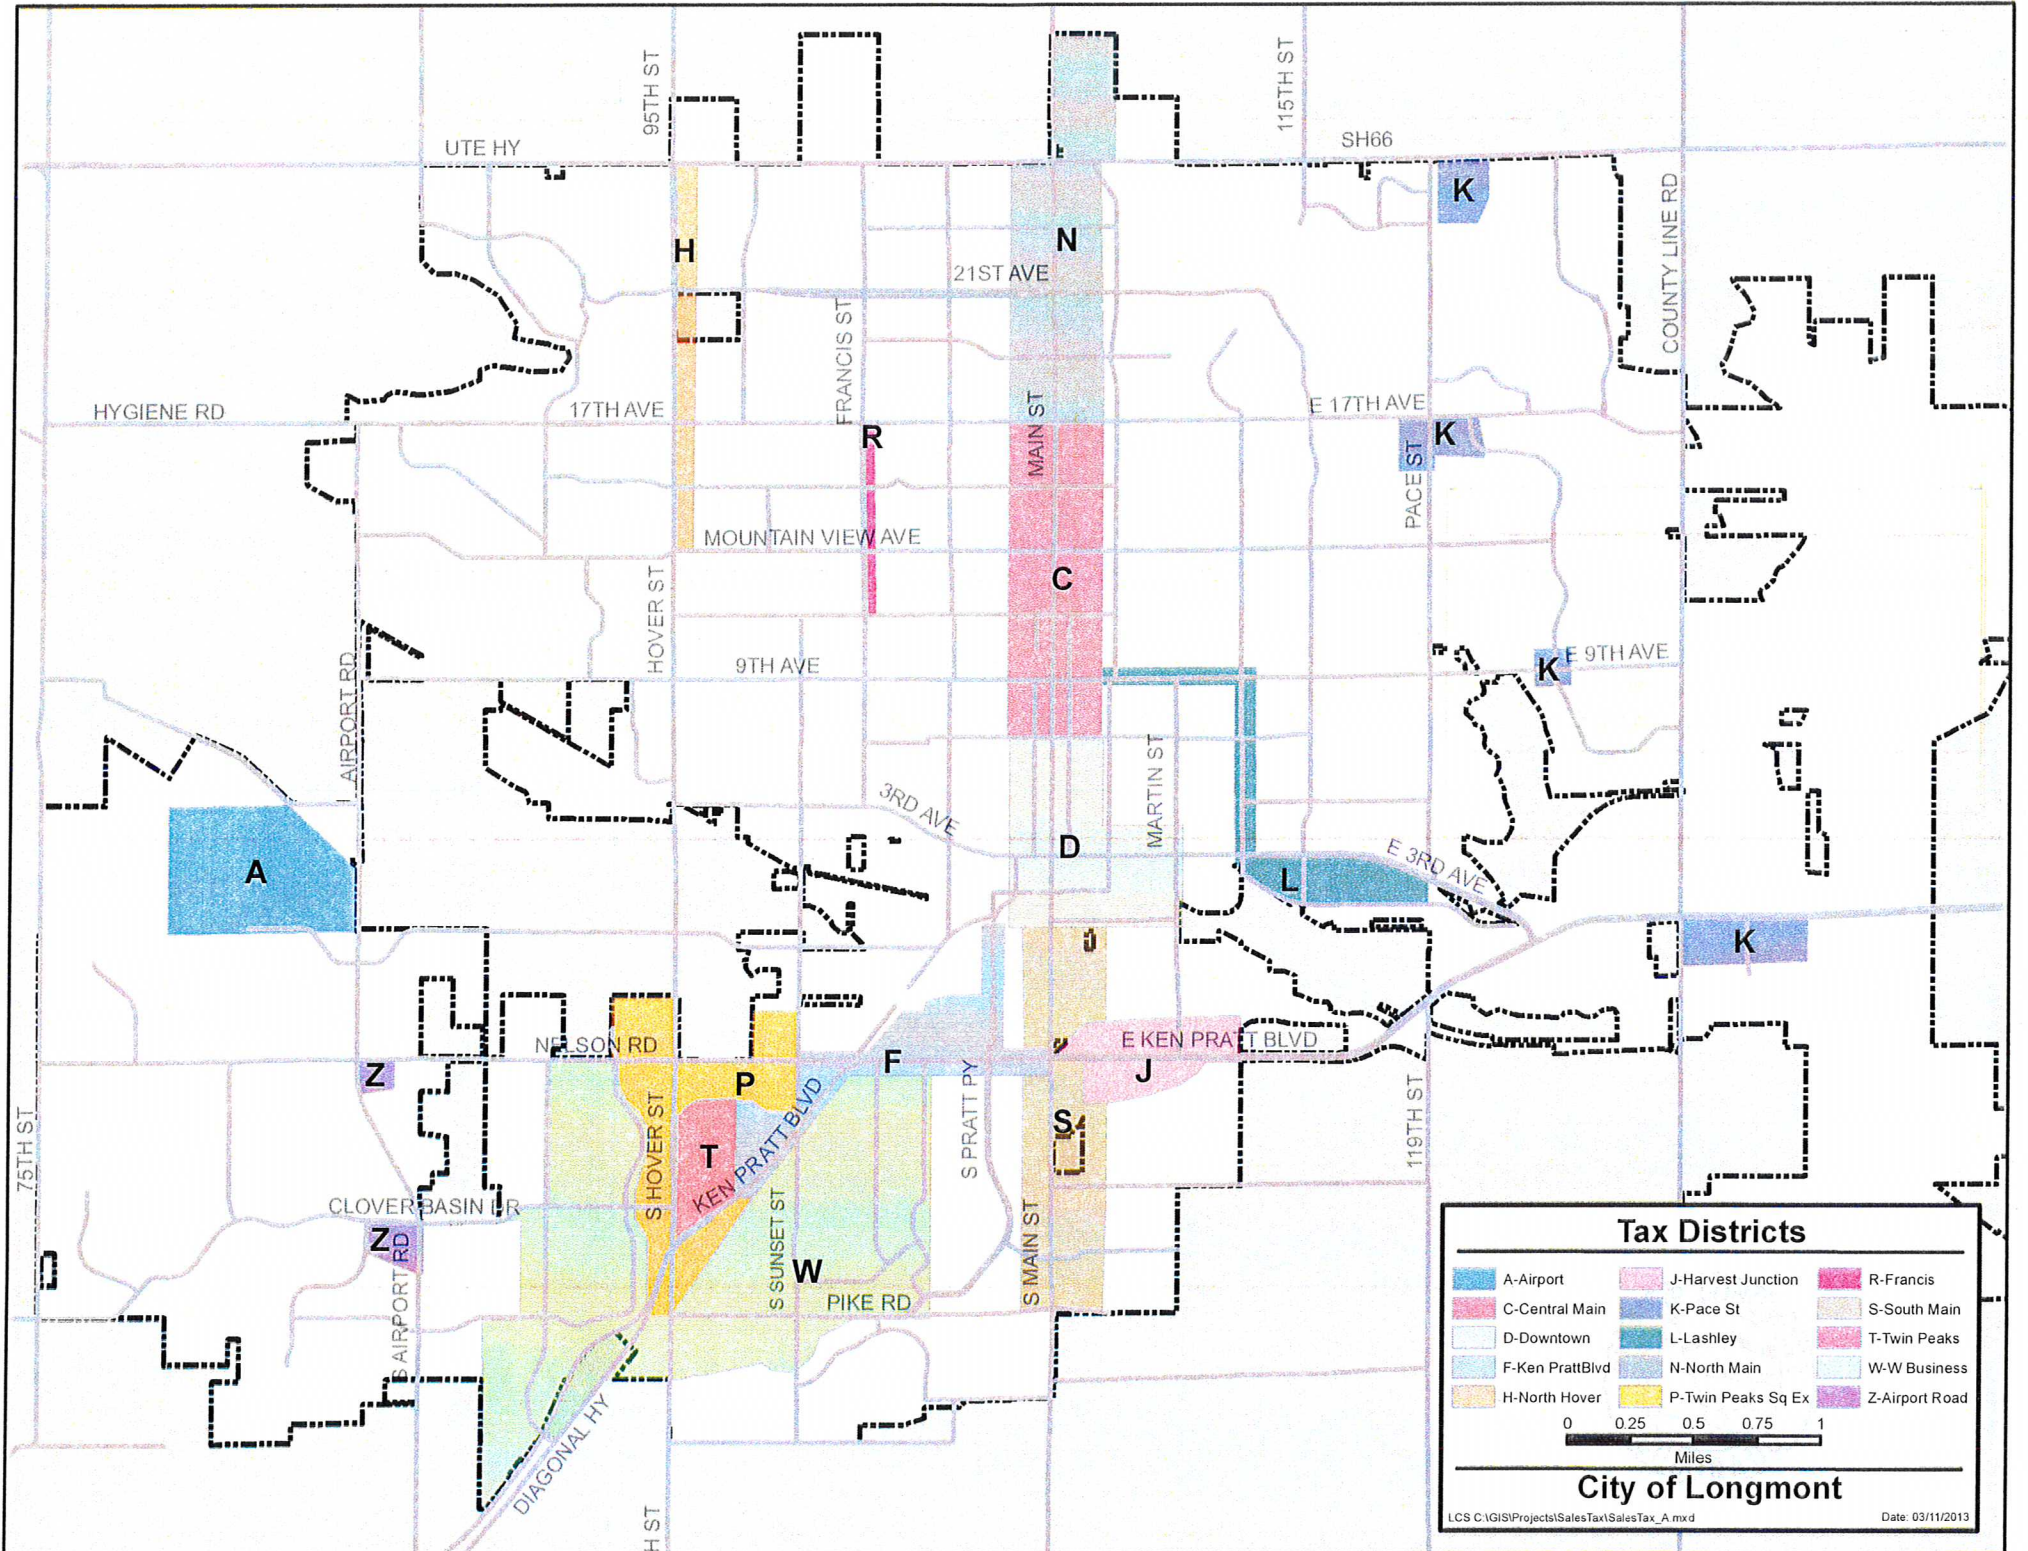 95TH ST
115TH ST
UTE HY
SH66
K
COUNTY LINE RD
H
N
21ST AVE
FRANCIS ST
HYGIENE RD
17TH AVE
MAIN ST
E 17TH AVE
R
K
PACE ST
MOUNTAIN VIEW AVE
C
HOVER ST
9TH AVE
K
E 9TH AVE
AIRPORT RD
MARTIN ST
3RD AVE
A
D
E 3RD AVE
L
K
NELSON RD
E KEN PRATT BLVD
F
Z
P
J
75TH ST
S HOVER ST
T
KEN PRATT BLVD
S PRATT PY
S
119TH ST
CLOVER BASIN DR
Z
S AIRPORT RD
S SUNSET ST
W
PIKE RD
S MAIN ST
DIAGONAL HY
H ST
Tax Districts
A-Airport
C-Central Main
D-Downtown
F-Ken PrattBlvd
H-North Hover
J-Harvest Junction
K-Pace St
L-Lashley
N-North Main
P-Twin Peaks Sq Ex
R-Francis
S-South Main
T-Twin Peaks
W-W Business
Z-Airport Road
0 0.25 0.5 0.75 1
Miles
City of Longmont
LCS C:\GIS\Projects\SalesTax\SalesTax_A.mxd
Date: 03/11/2013